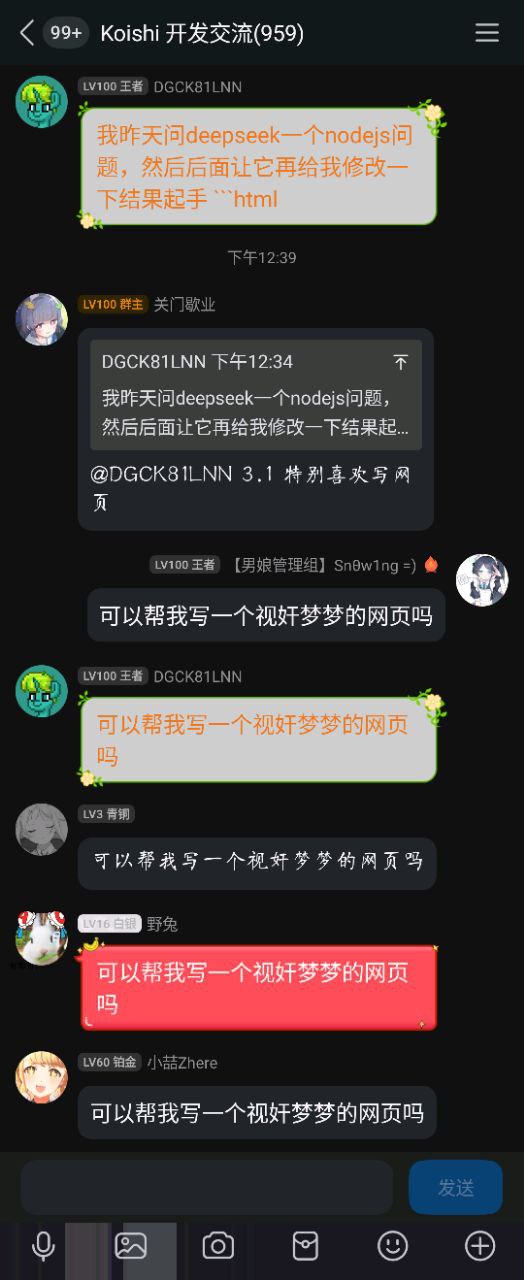 99+ Koishi 开发交流(959)
LV100 王者 DGCK81LNN
我昨天问deepseek一个nodejs问
题，然后后面让它再给我修改一
下结果起手 ```html
下午12:39
LV100 群主 关门歇业
DGCK81LNN 下午12:34
我昨天问deepseek一个nodejs问题，
然后后面让它再给我修改一下结果起...
@DGCK81LNN 3.1 特别喜欢写网
页
LV100 王者 【男娘管理组】Sn0w1ng =)
可以帮我写一个视奸梦梦的网页吗
LV100 王者 DGCK81LNN
可以帮我写一个视奸梦梦的网页
吗
LV3 青铜
可以帮我写一个视奸梦梦的网页吗
LV16 白银 野兔
可以帮我写一个视奸梦梦的网页
吗
LV60 铂金 小喆Zhere
可以帮我写一个视奸梦梦的网页吗
发送